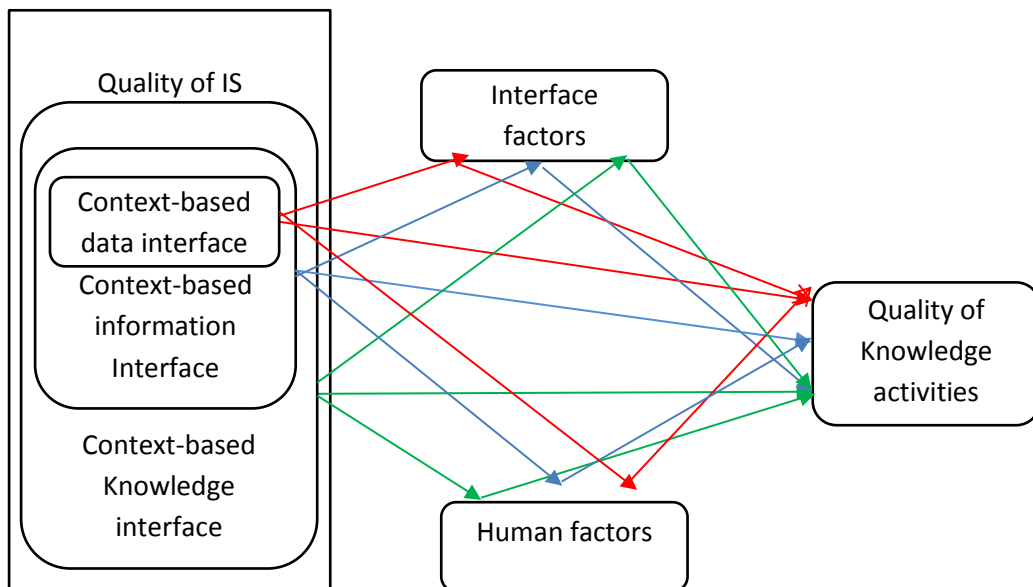 Quality of IS
Context-based
data interface
Context-based
information
Interface
Context-based
Knowledge
interface
Interface
factors
Human factors
Quality of
Knowledge
activities